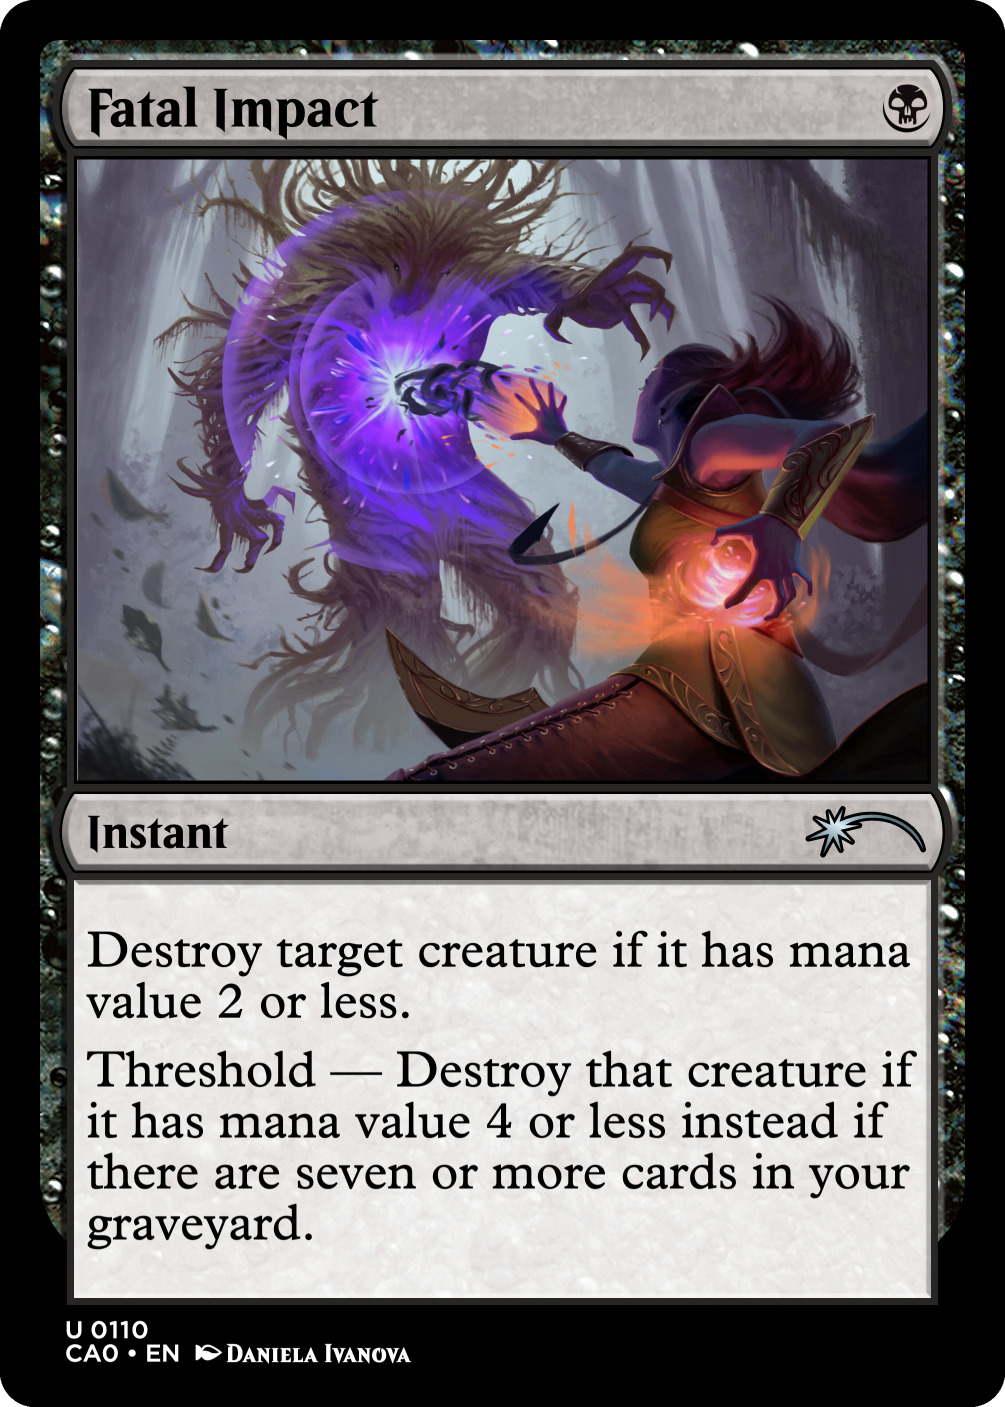 Fatal Impact
Instant
Destroy target creature if it has mana
value 2 or less.
Threshold — Destroy that creature if
it has mana value 4 or less instead if
there are seven or more cards in your
graveyard.
U 0110
CAO • EN Daniela Ivanova